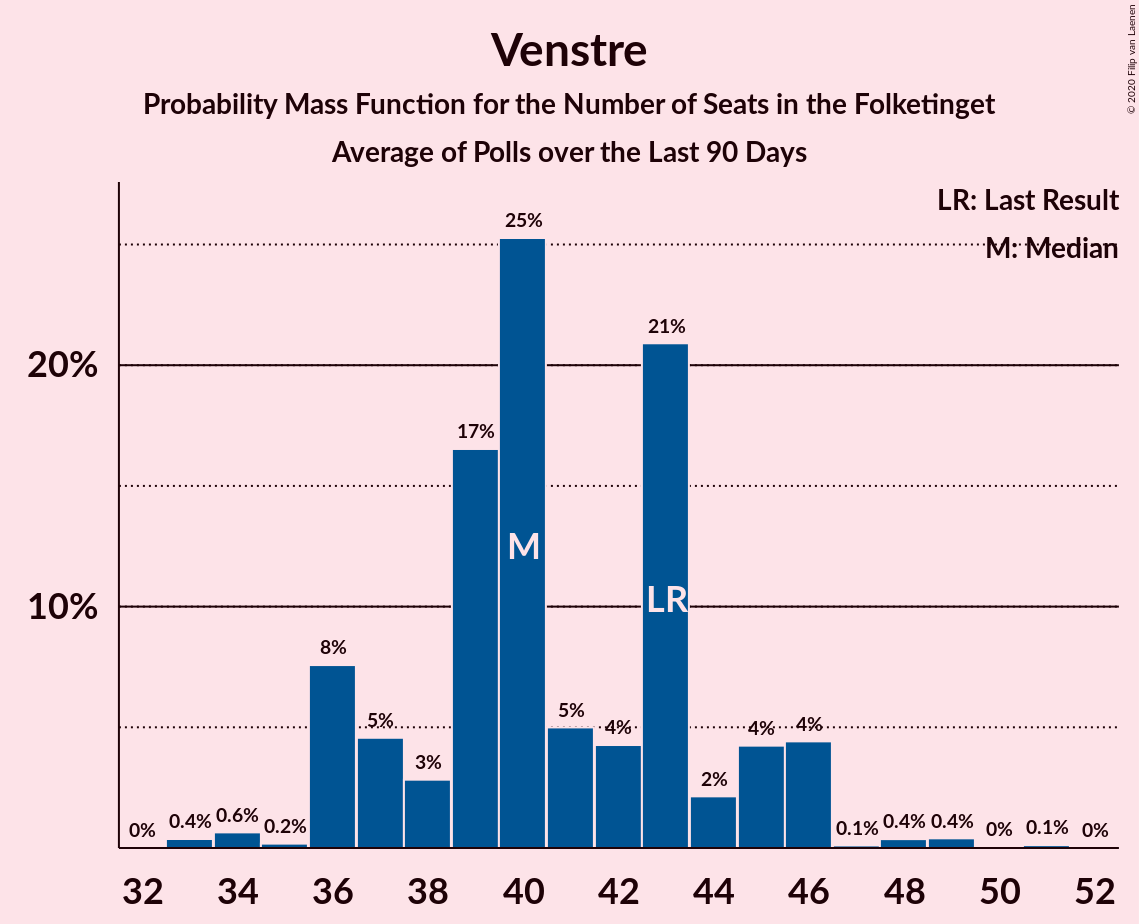 Venstre
Probability Mass Function for the Number of Seats in the Folketinget
Average of Polls over the Last 90 Days
© 2020 Filip van Laenen
LR: Last Result
M: Median
20%
10%
0%
0.4%
0.6%
0.2%
8%
5%
3%
17%
25%
5%
4%
21%
2%
4%
4%
0.1%
0.4%
0.4%
0%
0.1%
0%
M
LR
32 34 36 38 40 42 44 46 48 50 52